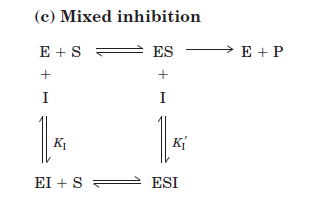 (c) Mixed inhibition
E + S ⇌ ES ⟶ E + P
+ +
I I
K_I K_I′
EI + S ⇌ ESI